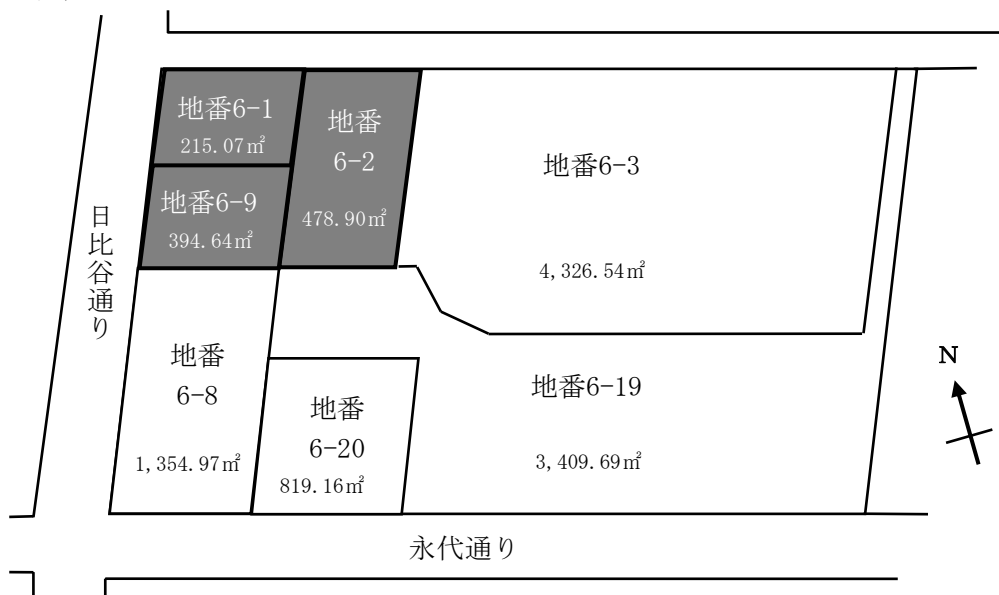 地番6-1
215.07㎡
地番
6-2
478.90㎡
地番6-3
4,326.54㎡
地番6-9
394.64㎡
日比谷通り
地番
6-8
1,354.97㎡
地番
6-20
819.16㎡
地番6-19
3,409.69㎡
N
永代通り